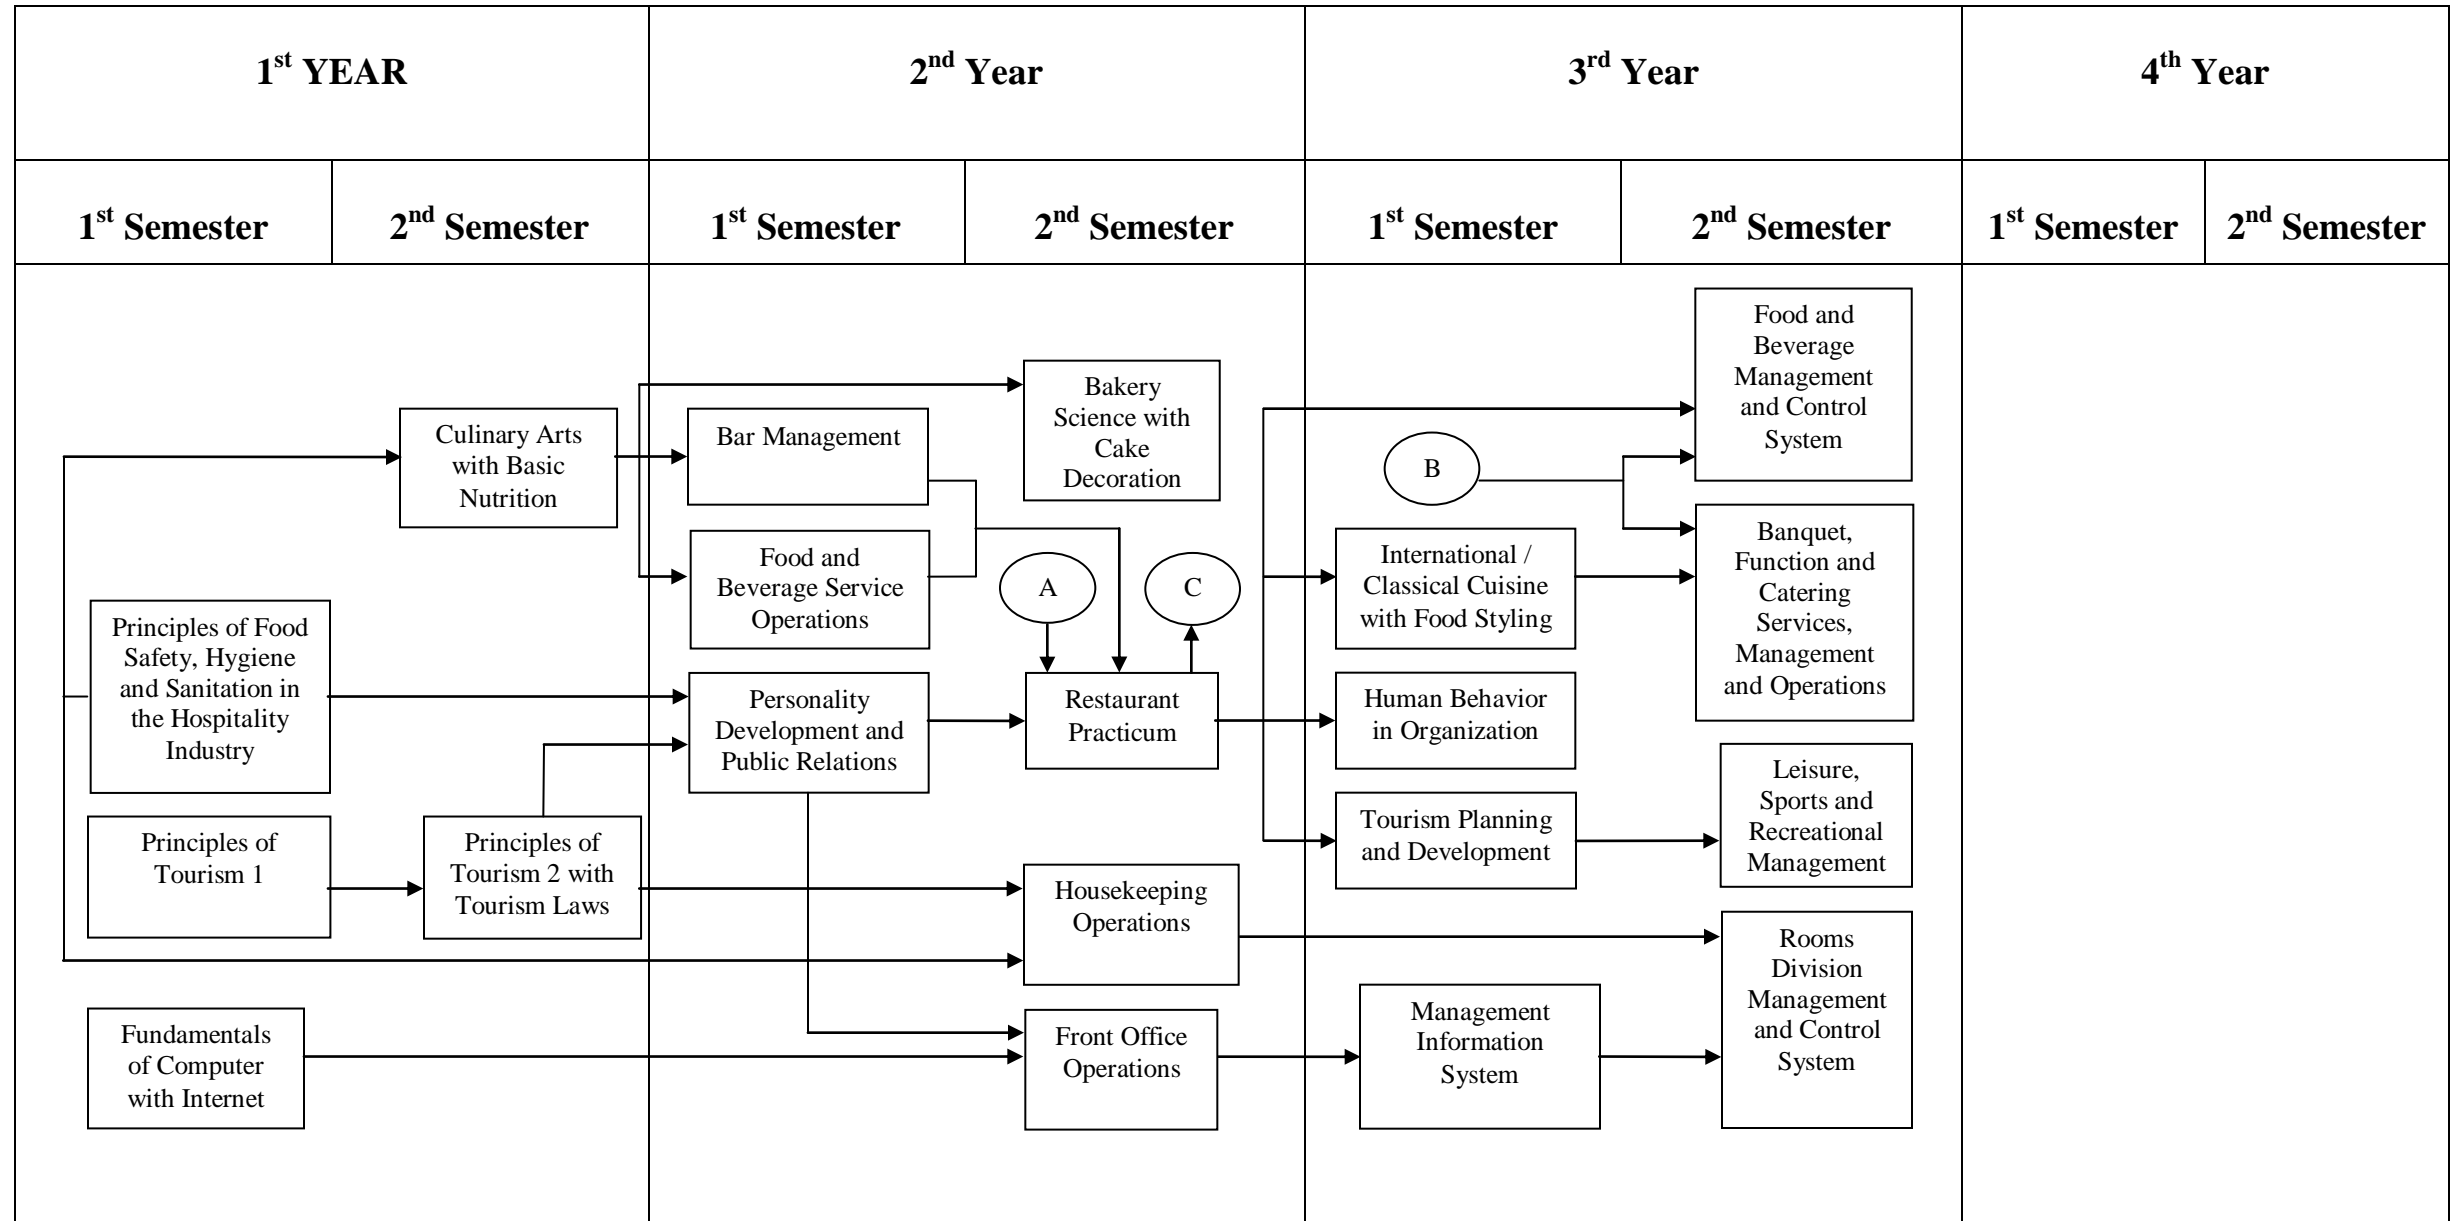 1st YEAR
2nd Year
3rd Year
4th Year
1st Semester
2nd Semester
1st Semester
2nd Semester
1st Semester
2nd Semester
1st Semester
2nd Semester
Principles of Food
Safety, Hygiene
and Sanitation in
the Hospitality
Industry
Principles of
Tourism 1
Fundamentals
of Computer
with Internet
Culinary Arts
with Basic
Nutrition
Principles of
Tourism 2 with
Tourism Laws
Bar Management
Food and
Beverage Service
Operations
Personality
Development and
Public Relations
Bakery
Science with
Cake
Decoration
A
C
Restaurant
Practicum
Housekeeping
Operations
Front Office
Operations
B
International /
Classical Cuisine
with Food Styling
Human Behavior
in Organization
Tourism Planning
and Development
Management
Information
System
Food and
Beverage
Management
and Control
System
Banquet,
Function and
Catering
Services,
Management
and Operations
Leisure,
Sports and
Recreational
Management
Rooms
Division
Management
and Control
System